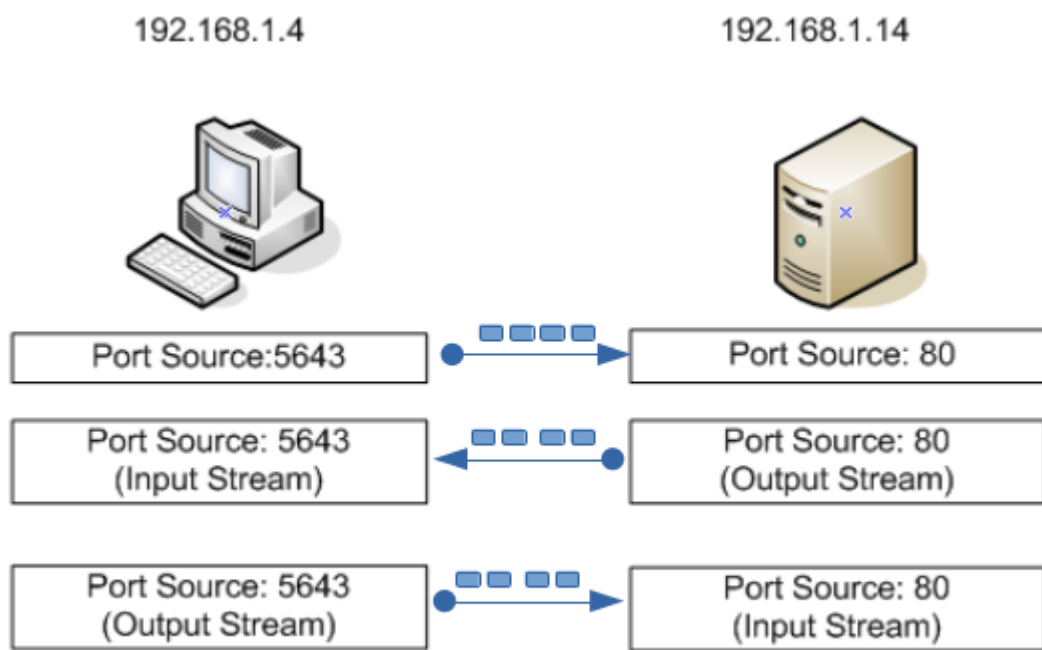 192.168.1.4
192.168.1.14
Port Source:5643
Port Source: 80
Port Source: 5643
(Input Stream)
Port Source: 80
(Output Stream)
Port Source: 5643
(Output Stream)
Port Source: 80
(Input Stream)